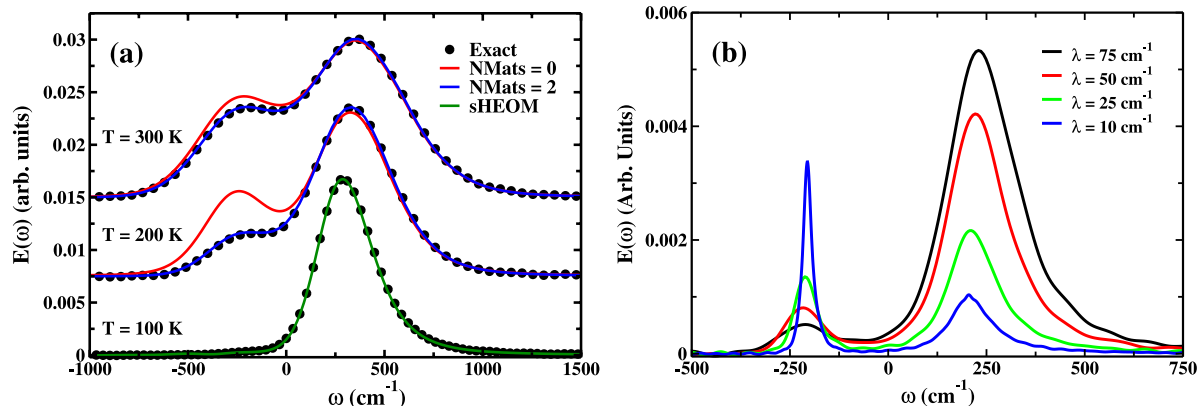 (a)
Exact
NMats = 0
NMats = 2
sHEOM
T = 300 K
T = 200 K
T = 100 K
0.03
0.025
0.02
0.015
0.01
0.005
0
E(ω) (arb. units)
-1000 -500 0 500 1000 1500
ω (cm⁻¹)
(b)
λ = 75 cm⁻¹
λ = 50 cm⁻¹
λ = 25 cm⁻¹
λ = 10 cm⁻¹
0.006
0.004
0.002
0
E(ω) (Arb. Units)
-500 -250 0 250 500 750
ω (cm⁻¹)